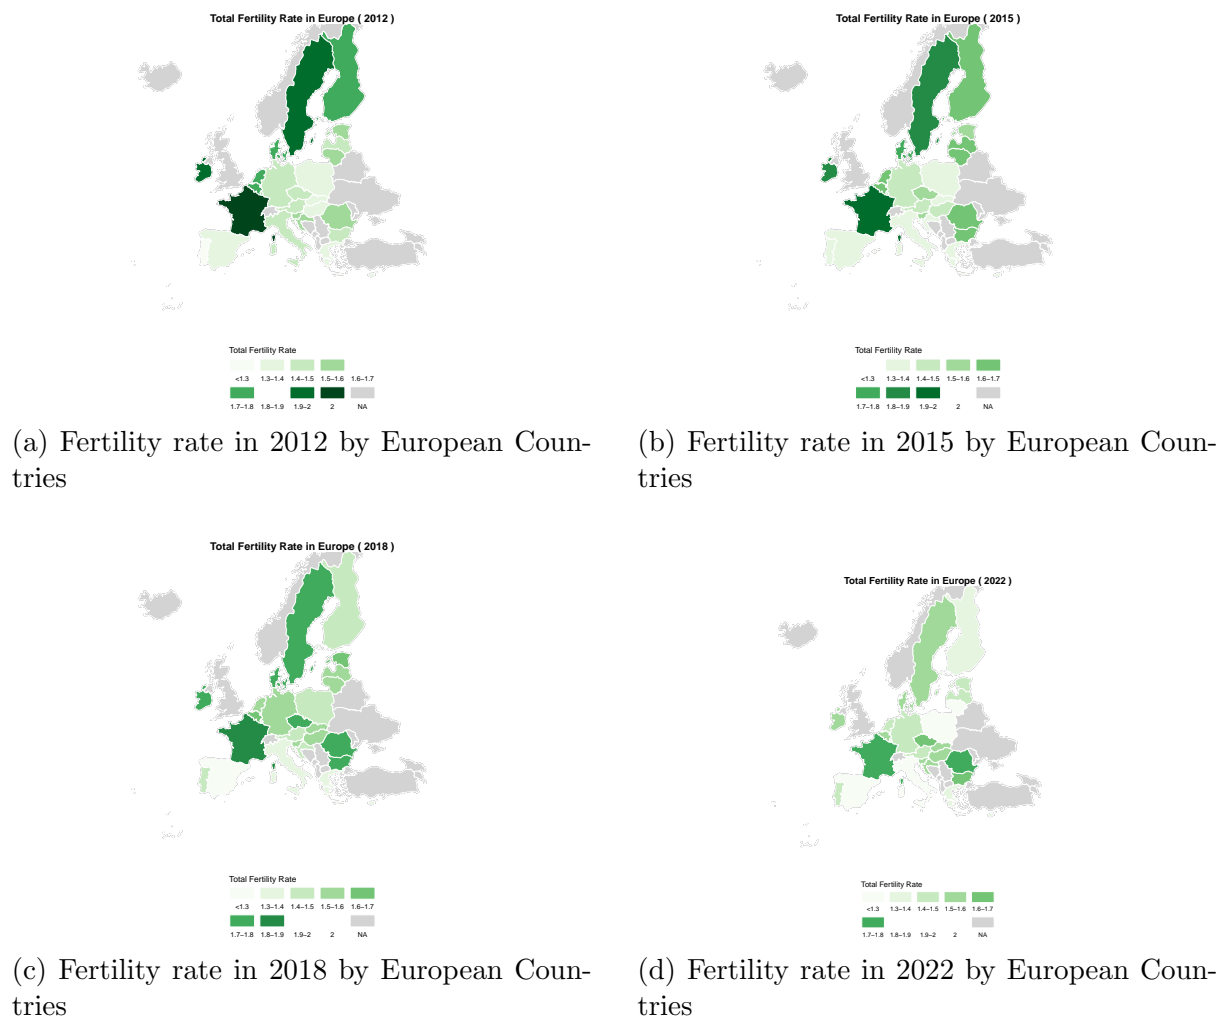 Total Fertility Rate in Europe ( 2012 )
Total Fertility Rate
<1.3 1.3–1.4 1.4–1.5 1.5–1.6 1.6–1.7
1.7–1.8 1.8–1.9 1.9–2 2 NA
(a) Fertility rate in 2012 by European Coun-
tries
Total Fertility Rate in Europe ( 2015 )
Total Fertility Rate
<1.3 1.3–1.4 1.4–1.5 1.5–1.6 1.6–1.7
1.7–1.8 1.8–1.9 1.9–2 2 NA
(b) Fertility rate in 2015 by European Coun-
tries
Total Fertility Rate in Europe ( 2018 )
Total Fertility Rate
<1.3 1.3–1.4 1.4–1.5 1.5–1.6 1.6–1.7
1.7–1.8 1.8–1.9 1.9–2 2 NA
(c) Fertility rate in 2018 by European Coun-
tries
Total Fertility Rate in Europe ( 2022 )
Total Fertility Rate
<1.3 1.3–1.4 1.4–1.5 1.5–1.6 1.6–1.7
1.7–1.8 1.8–1.9 1.9–2 2 NA
(d) Fertility rate in 2022 by European Coun-
tries